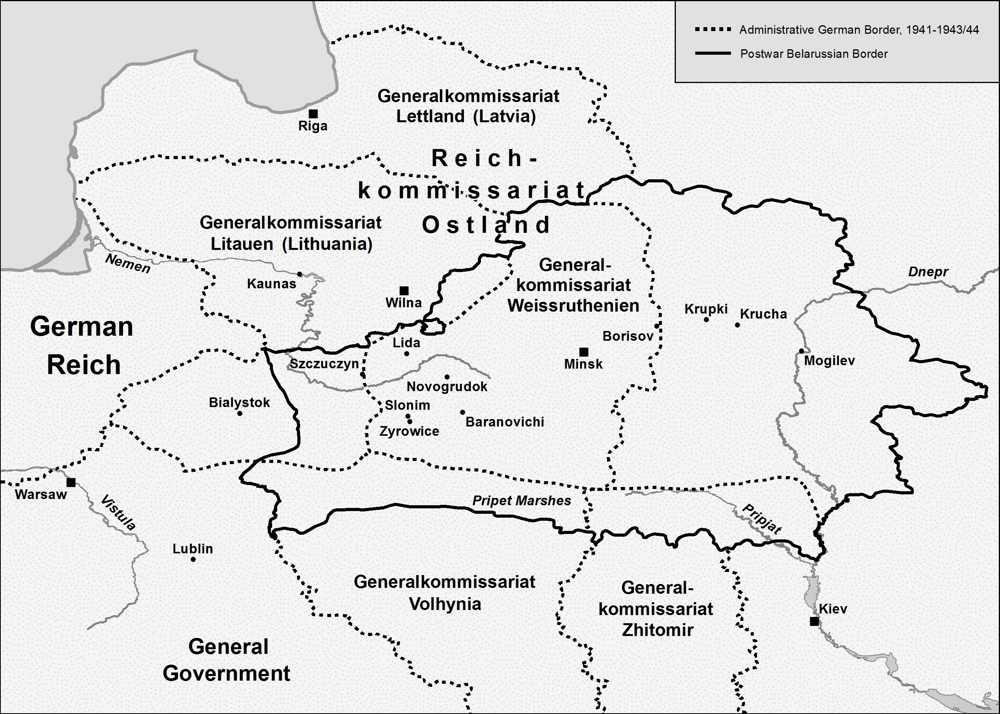 Administrative German Border, 1941-1943/44
Postwar Belarussian Border
Generalkommissariat
Lettland (Latvia)
Riga
Reich-
kommissariat
Ostland
Generalkommissariat
Litauen (Lithuania)
Nemen
Kaunas
Wilna
General-
kommissariat
Weissruthenien
Dnepr
Krupki
Krucha
German
Reich
Borisov
Lida
Minsk
Szczuczyn
Mogilev
Novogrudok
Bialystok
Slonim
Baranovichi
Zyrowice
Warsaw
Vistula
Pripet Marshes
Pripjat
Lublin
Generalkommissariat
Volhynia
General-
kommissariat
Zhitomir
Kiev
General
Government